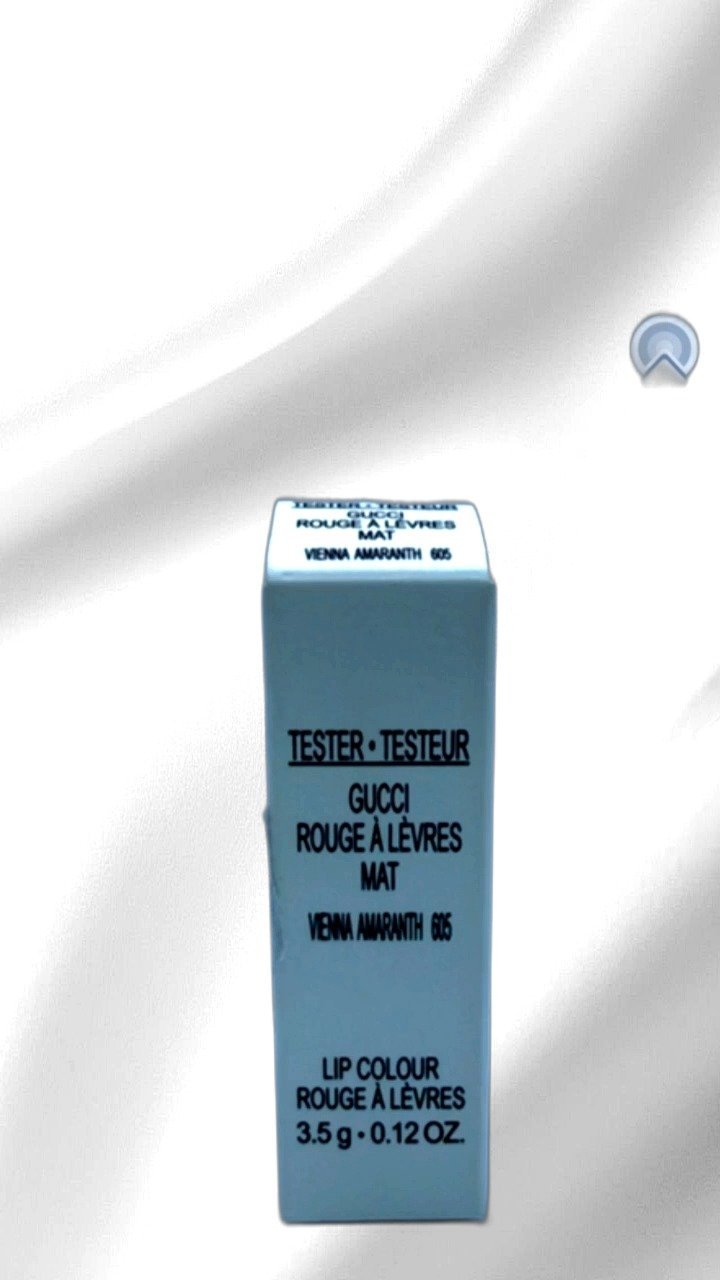 TESTER • TESTEUR
GUCCI
ROUGE À LÈVRES
MAT
VIENNA AMARANTH 605
TESTER • TESTEUR
GUCCI
ROUGE À LÈVRES
MAT
VIENNA AMARANTH 605
LIP COLOUR
ROUGE À LÈVRES
3.5 g • 0.12 OZ.